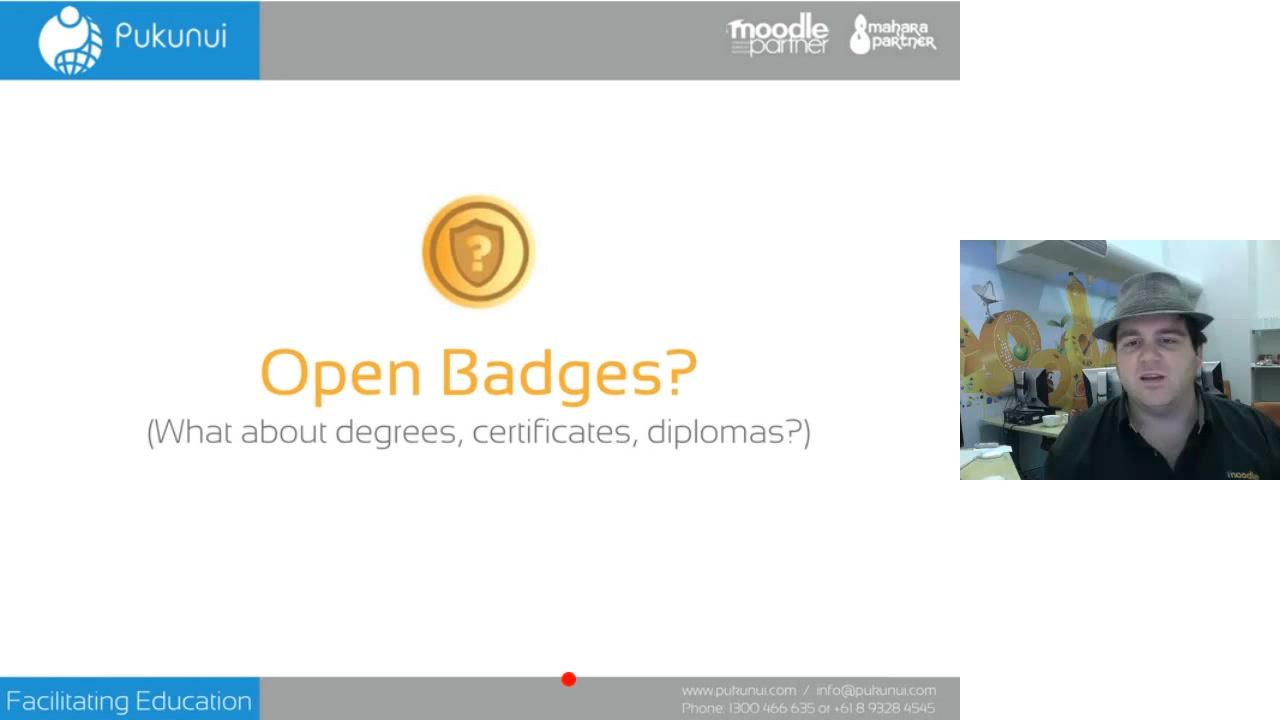 Pukunui
moodle
partner
mahara
partner
?
Open Badges?
(What about degrees, certificates, diplomas?)
moodle
Facilitating Education
www.pukunui.com / info@pukunui.com
Phone: 1300 466 635 or +61 8 9328 4545